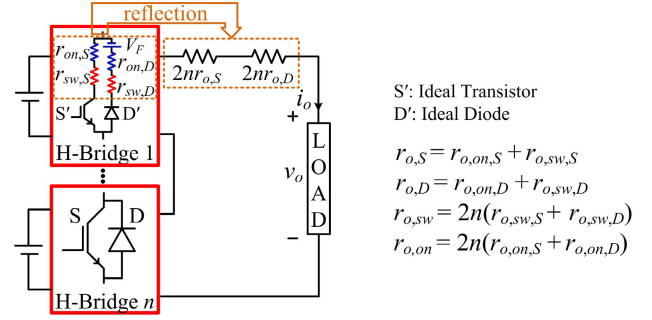 reflection
r_{on,S}
V_F
r_{on,D}
r_{sw,S}
r_{sw,D}
S′
D′
H-Bridge 1
2nr_{o,S}
2nr_{o,D}
i_o
+
v_o
−
LOAD
S
D
H-Bridge n
S′: Ideal Transistor
D′: Ideal Diode
r_{o,S} = r_{o,on,S} + r_{o,sw,S}
r_{o,D} = r_{o,on,D} + r_{o,sw,D}
r_{o,sw} = 2n(r_{o,sw,S} + r_{o,sw,D})
r_{o,on} = 2n(r_{o,on,S} + r_{o,on,D})